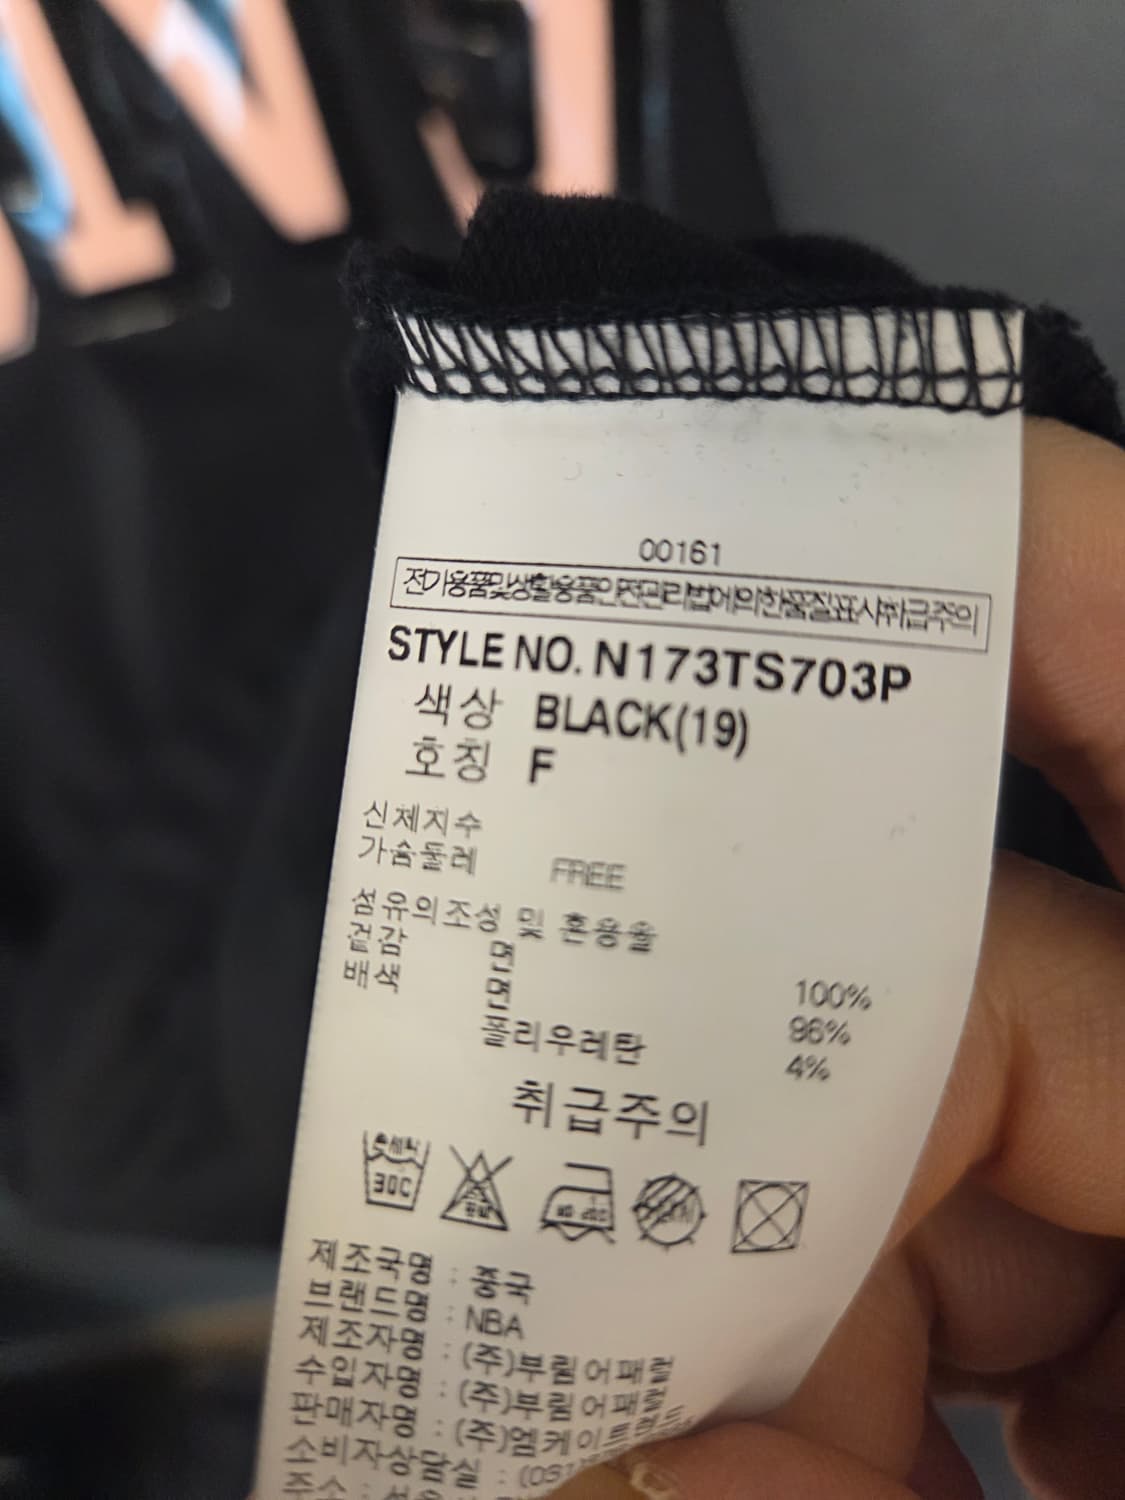 00161
전기용품및생활용품안전관리법에의한품질표시취급주의
STYLE NO. N173TS703P
색상 BLACK(19)
호칭 F
신체치수
가슴둘레 FREE
섬유의조성 및 혼용율
겉감 면 100%
배색 면 96%
폴리우레탄 4%
취급주의
30C
제조국명 : 중국
브랜드명 : NBA
제조자명 : (주)부림어패럴
수입자명 : (주)부림어패럴
판매자명 : (주)엠케이트렌드
소비자상담실 : (031
주소 :